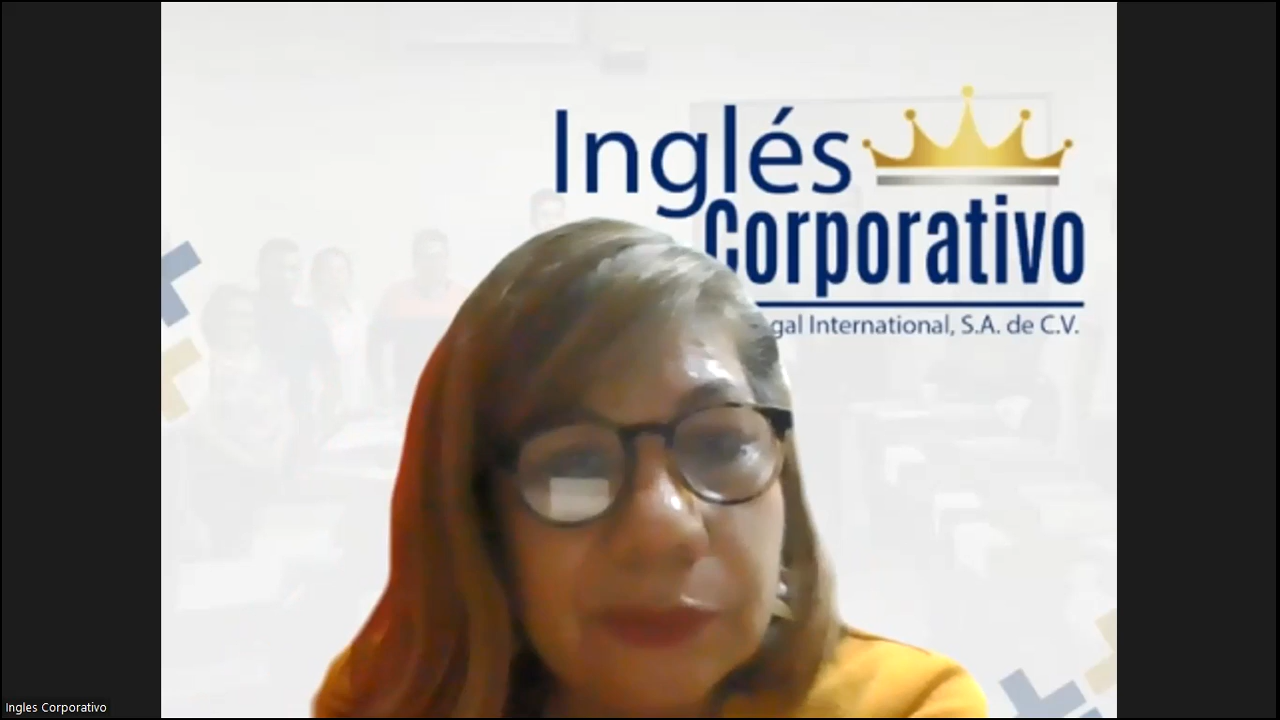 Inglés
Corporativo
International, S.A. de C.V.
Ingles Corporativo